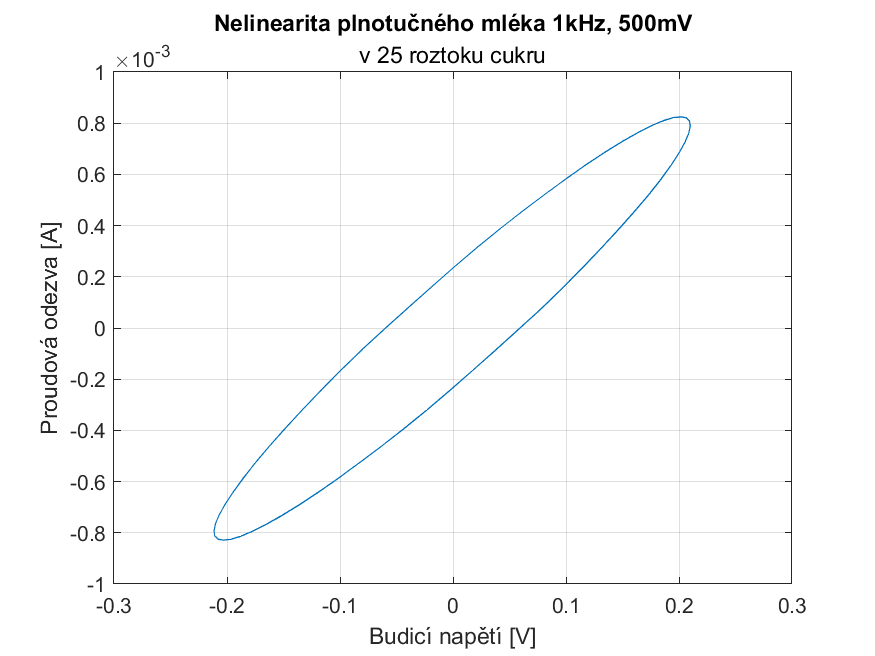 Nelinearita plnotučného mléka 1kHz, 500mV
v 25 roztoku cukru
×10-3
1
0.8
0.6
0.4
0.2
0
-0.2
-0.4
-0.6
-0.8
-1
-0.3 -0.2 -0.1 0 0.1 0.2 0.3
Proudová odezva [A]
Budicí napětí [V]